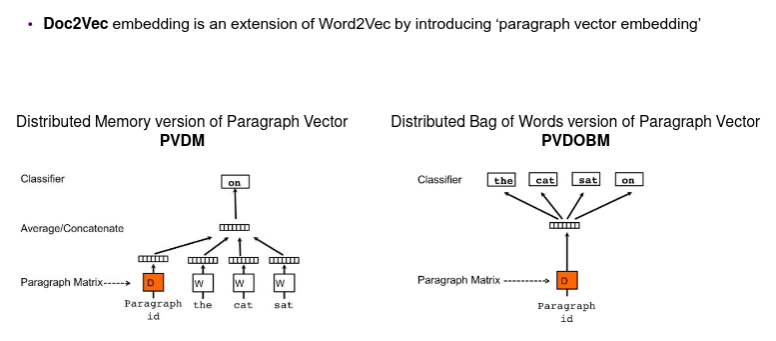 • Doc2Vec embedding is an extension of Word2Vec by introducing ‘paragraph vector embedding’
Distributed Memory version of Paragraph Vector
PVDM
Classifier
on
Average/Concatenate
Paragraph Matrix
D
W
W
W
Paragraph id
the
cat
sat
Distributed Bag of Words version of Paragraph Vector
PVDOBM
Classifier
the
cat
sat
on
Paragraph Matrix
D
Paragraph
id